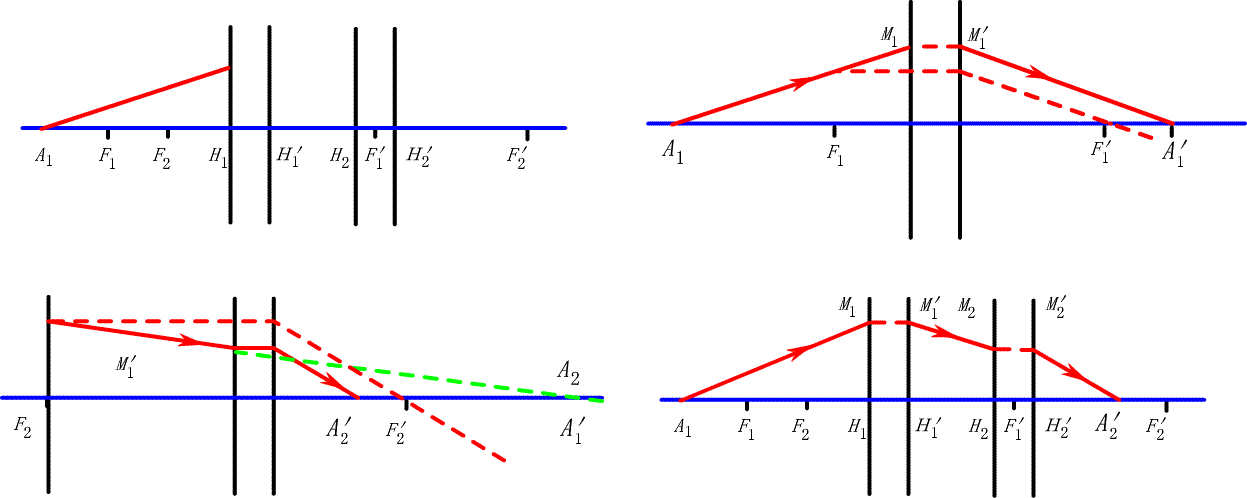 A₁ F₁ F₂ H₁ H₁′ H₂ F₁′ H₂′ F₂′
M₁ M₁′
A₁ F₁ F₁′ A₁′
M₁′ A₂
F₂ A₂′ F₂′ A₁′
M₁ M₁′ M₂ M₂′
A₁ F₁ F₂ H₁ H₁′ H₂ F₁′ H₂′ A₂′ F₂′